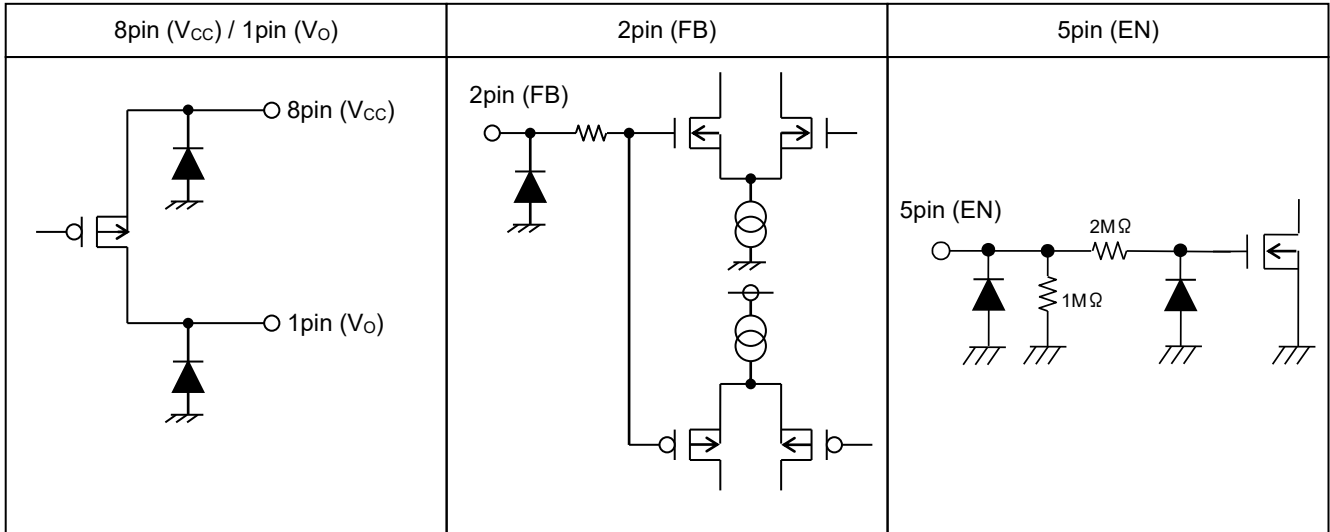 8pin (VCC) / 1pin (VO)
2pin (FB)
5pin (EN)
8pin (VCC)
1pin (VO)
2pin (FB)
5pin (EN)
2MΩ
1MΩ